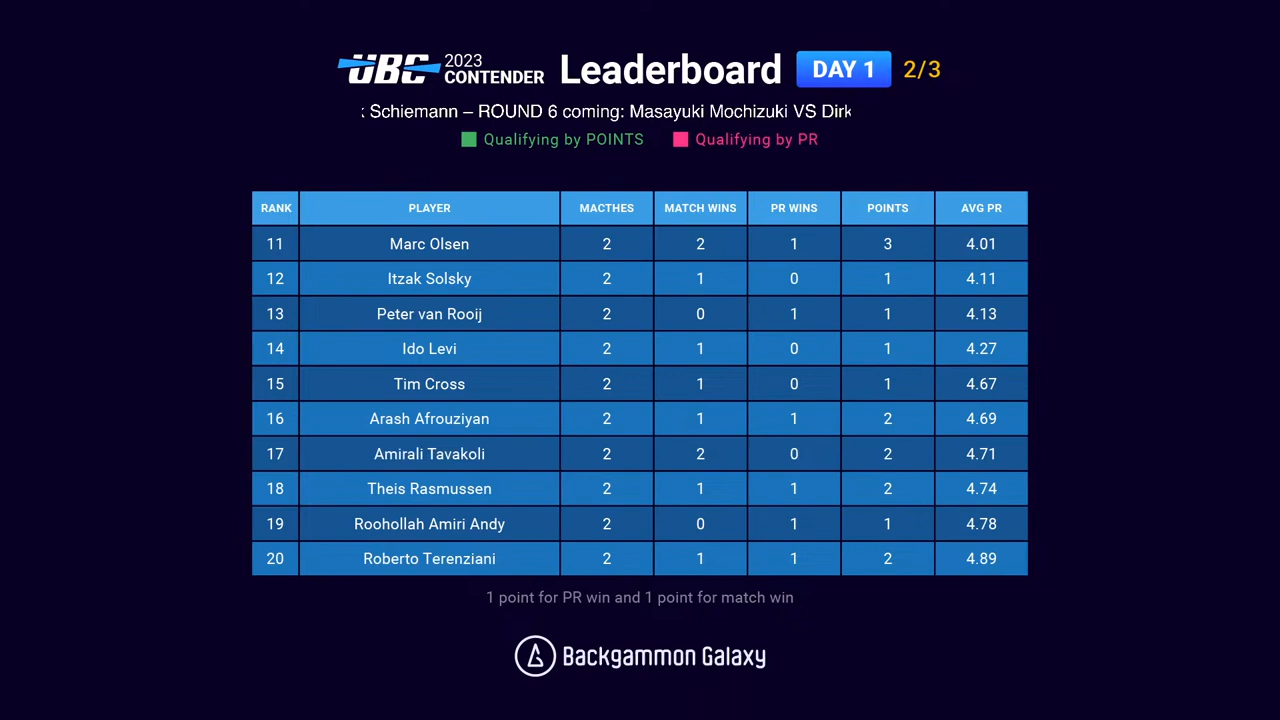 UBC 2023 CONTENDER Leaderboard DAY 1 2/3
Schiemann – ROUND 6 coming: Masayuki Mochizuki VS Dirk
Qualifying by POINTS Qualifying by PR
RANK PLAYER MACTHES MATCH WINS PR WINS POINTS AVG PR
11 Marc Olsen 2 2 1 3 4.01
12 Itzak Solsky 2 1 0 1 4.11
13 Peter van Rooij 2 0 1 1 4.13
14 Ido Levi 2 1 0 1 4.27
15 Tim Cross 2 1 0 1 4.67
16 Arash Afrouziyan 2 1 1 2 4.69
17 Amirali Tavakoli 2 2 0 2 4.71
18 Theis Rasmussen 2 1 1 2 4.74
19 Roohollah Amiri Andy 2 0 1 1 4.78
20 Roberto Terenziani 2 1 1 2 4.89
1 point for PR win and 1 point for match win
Backgammon Galaxy